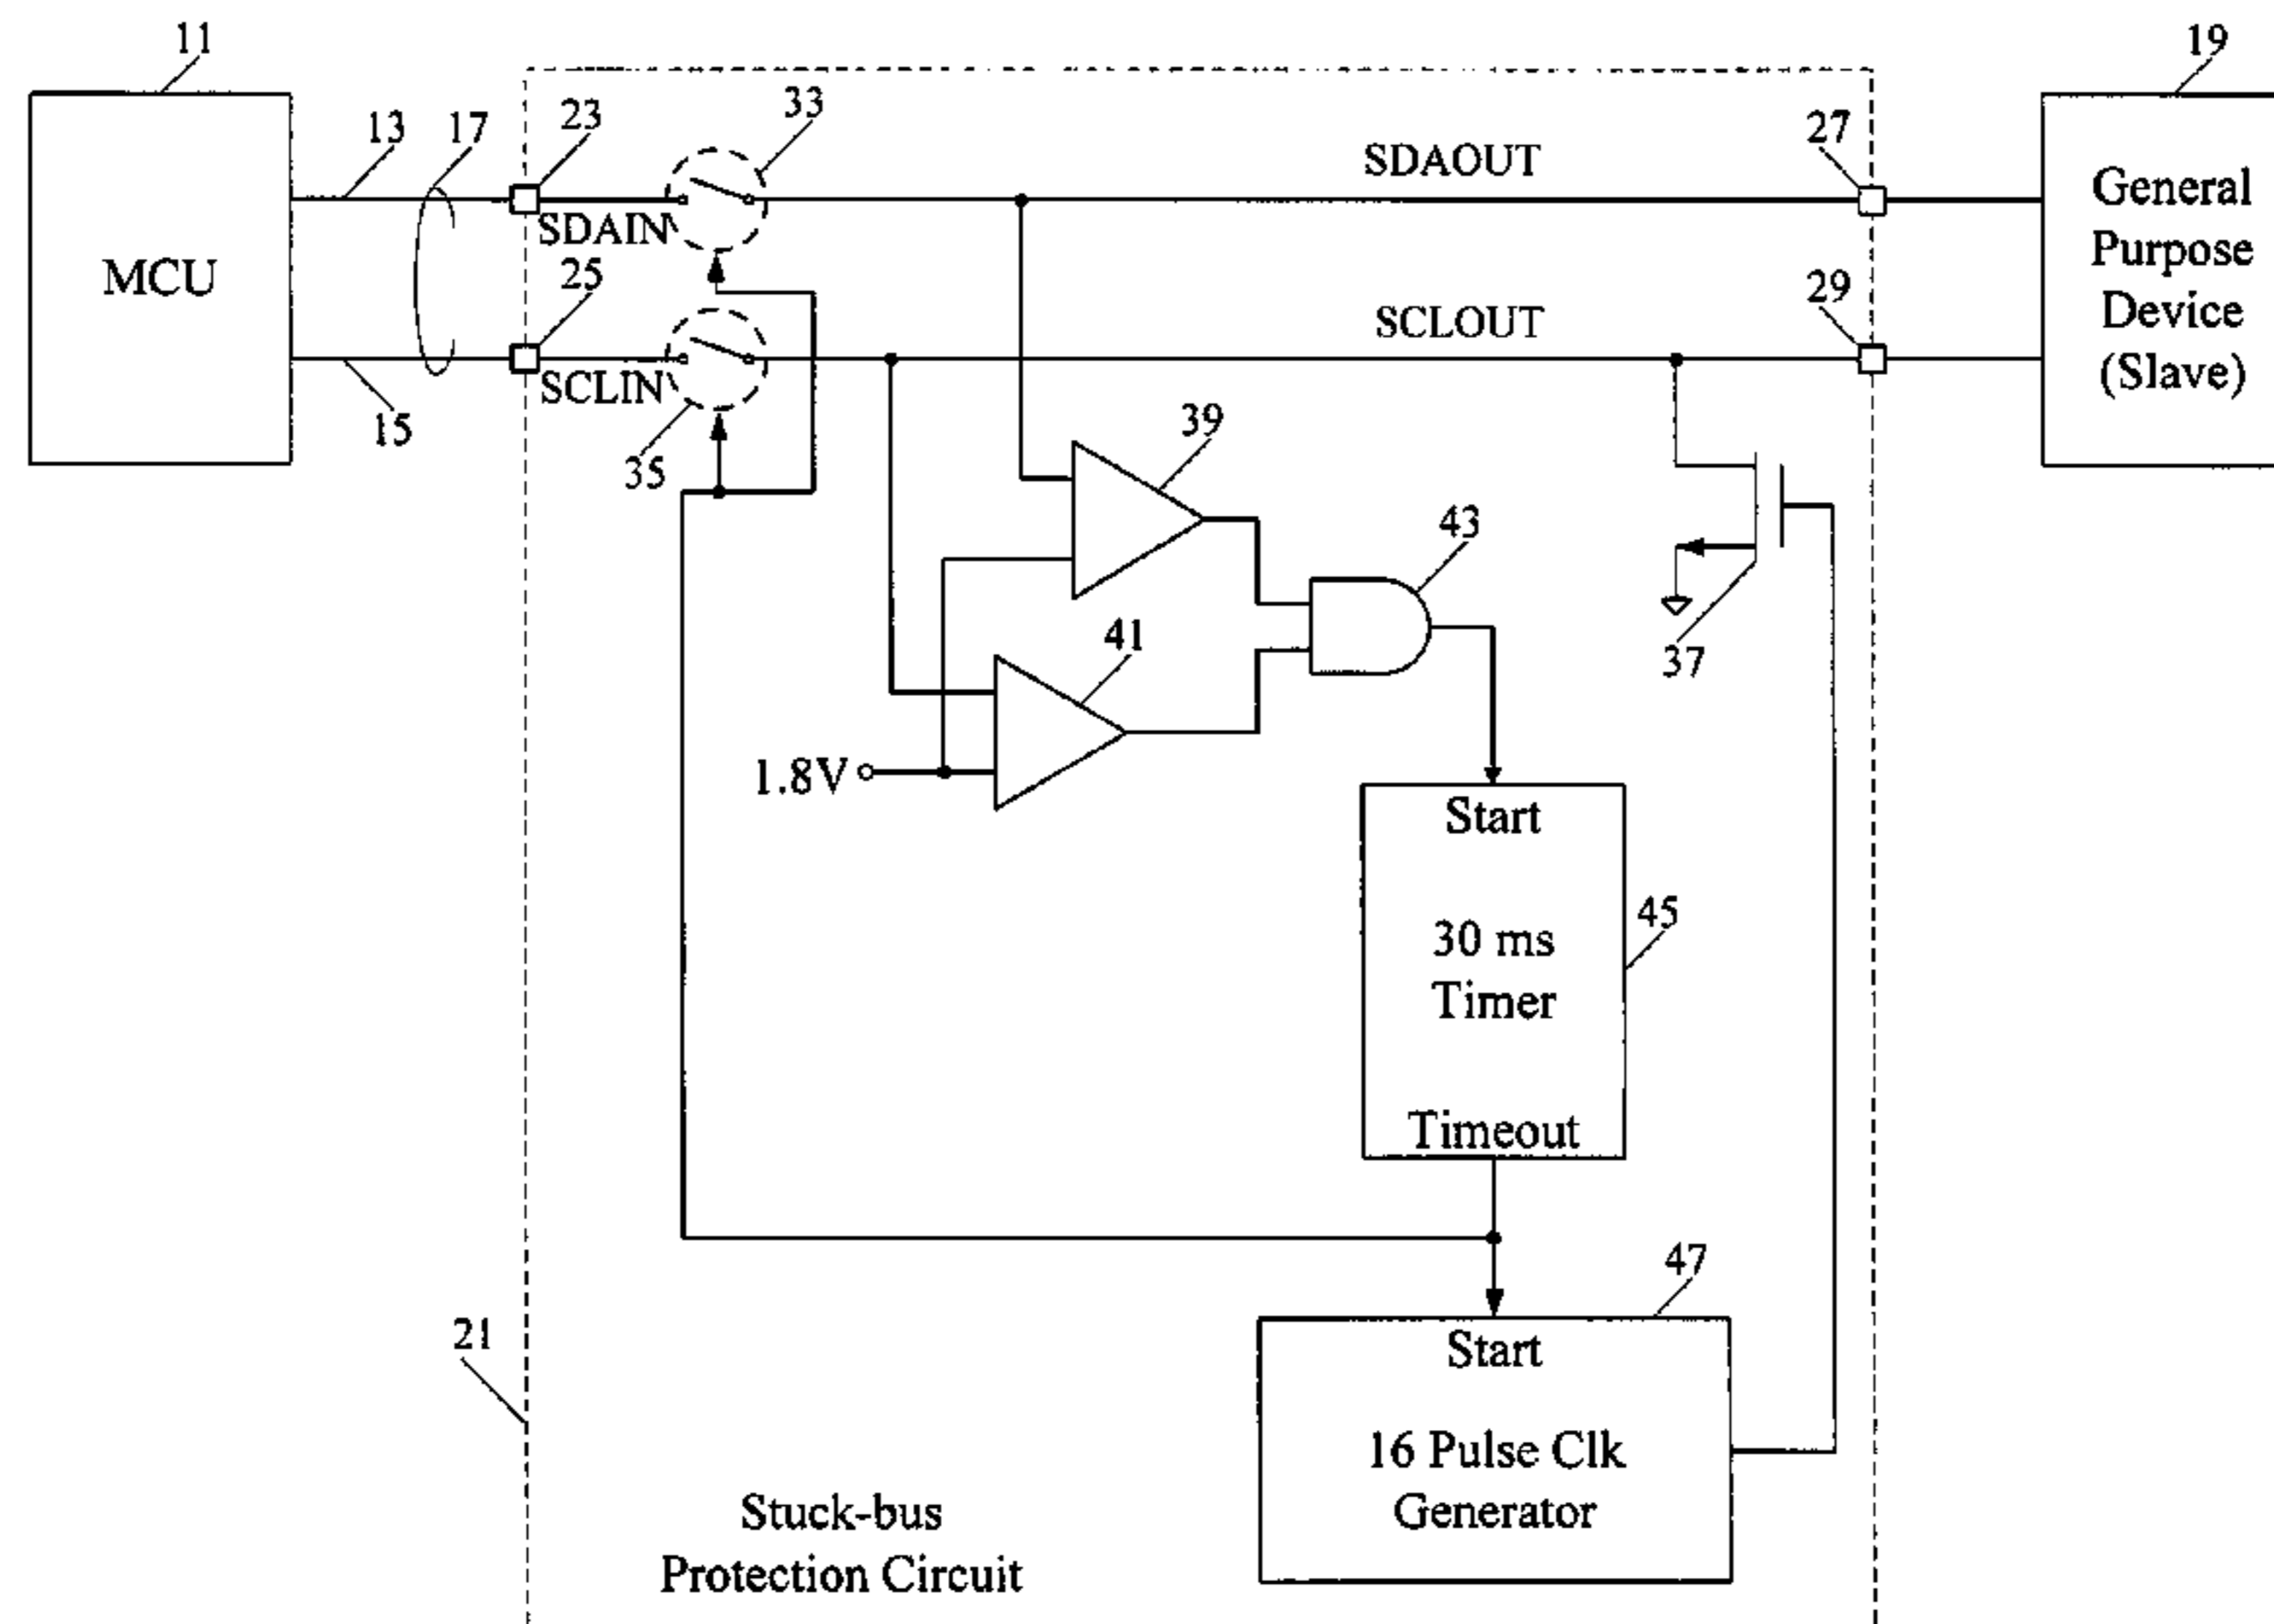 11
19
13
17
23
33
27
SDAOUT
General
Purpose
Device
(Slave)
SDAIN
MCU
25
29
SCLOUT
SCLIN
15
35
39
43
41
37
1.8V
Start
30 ms
Timer
45
Timeout
47
21
Start
16 Pulse Clk
Generator
Stuck-bus
Protection Circuit